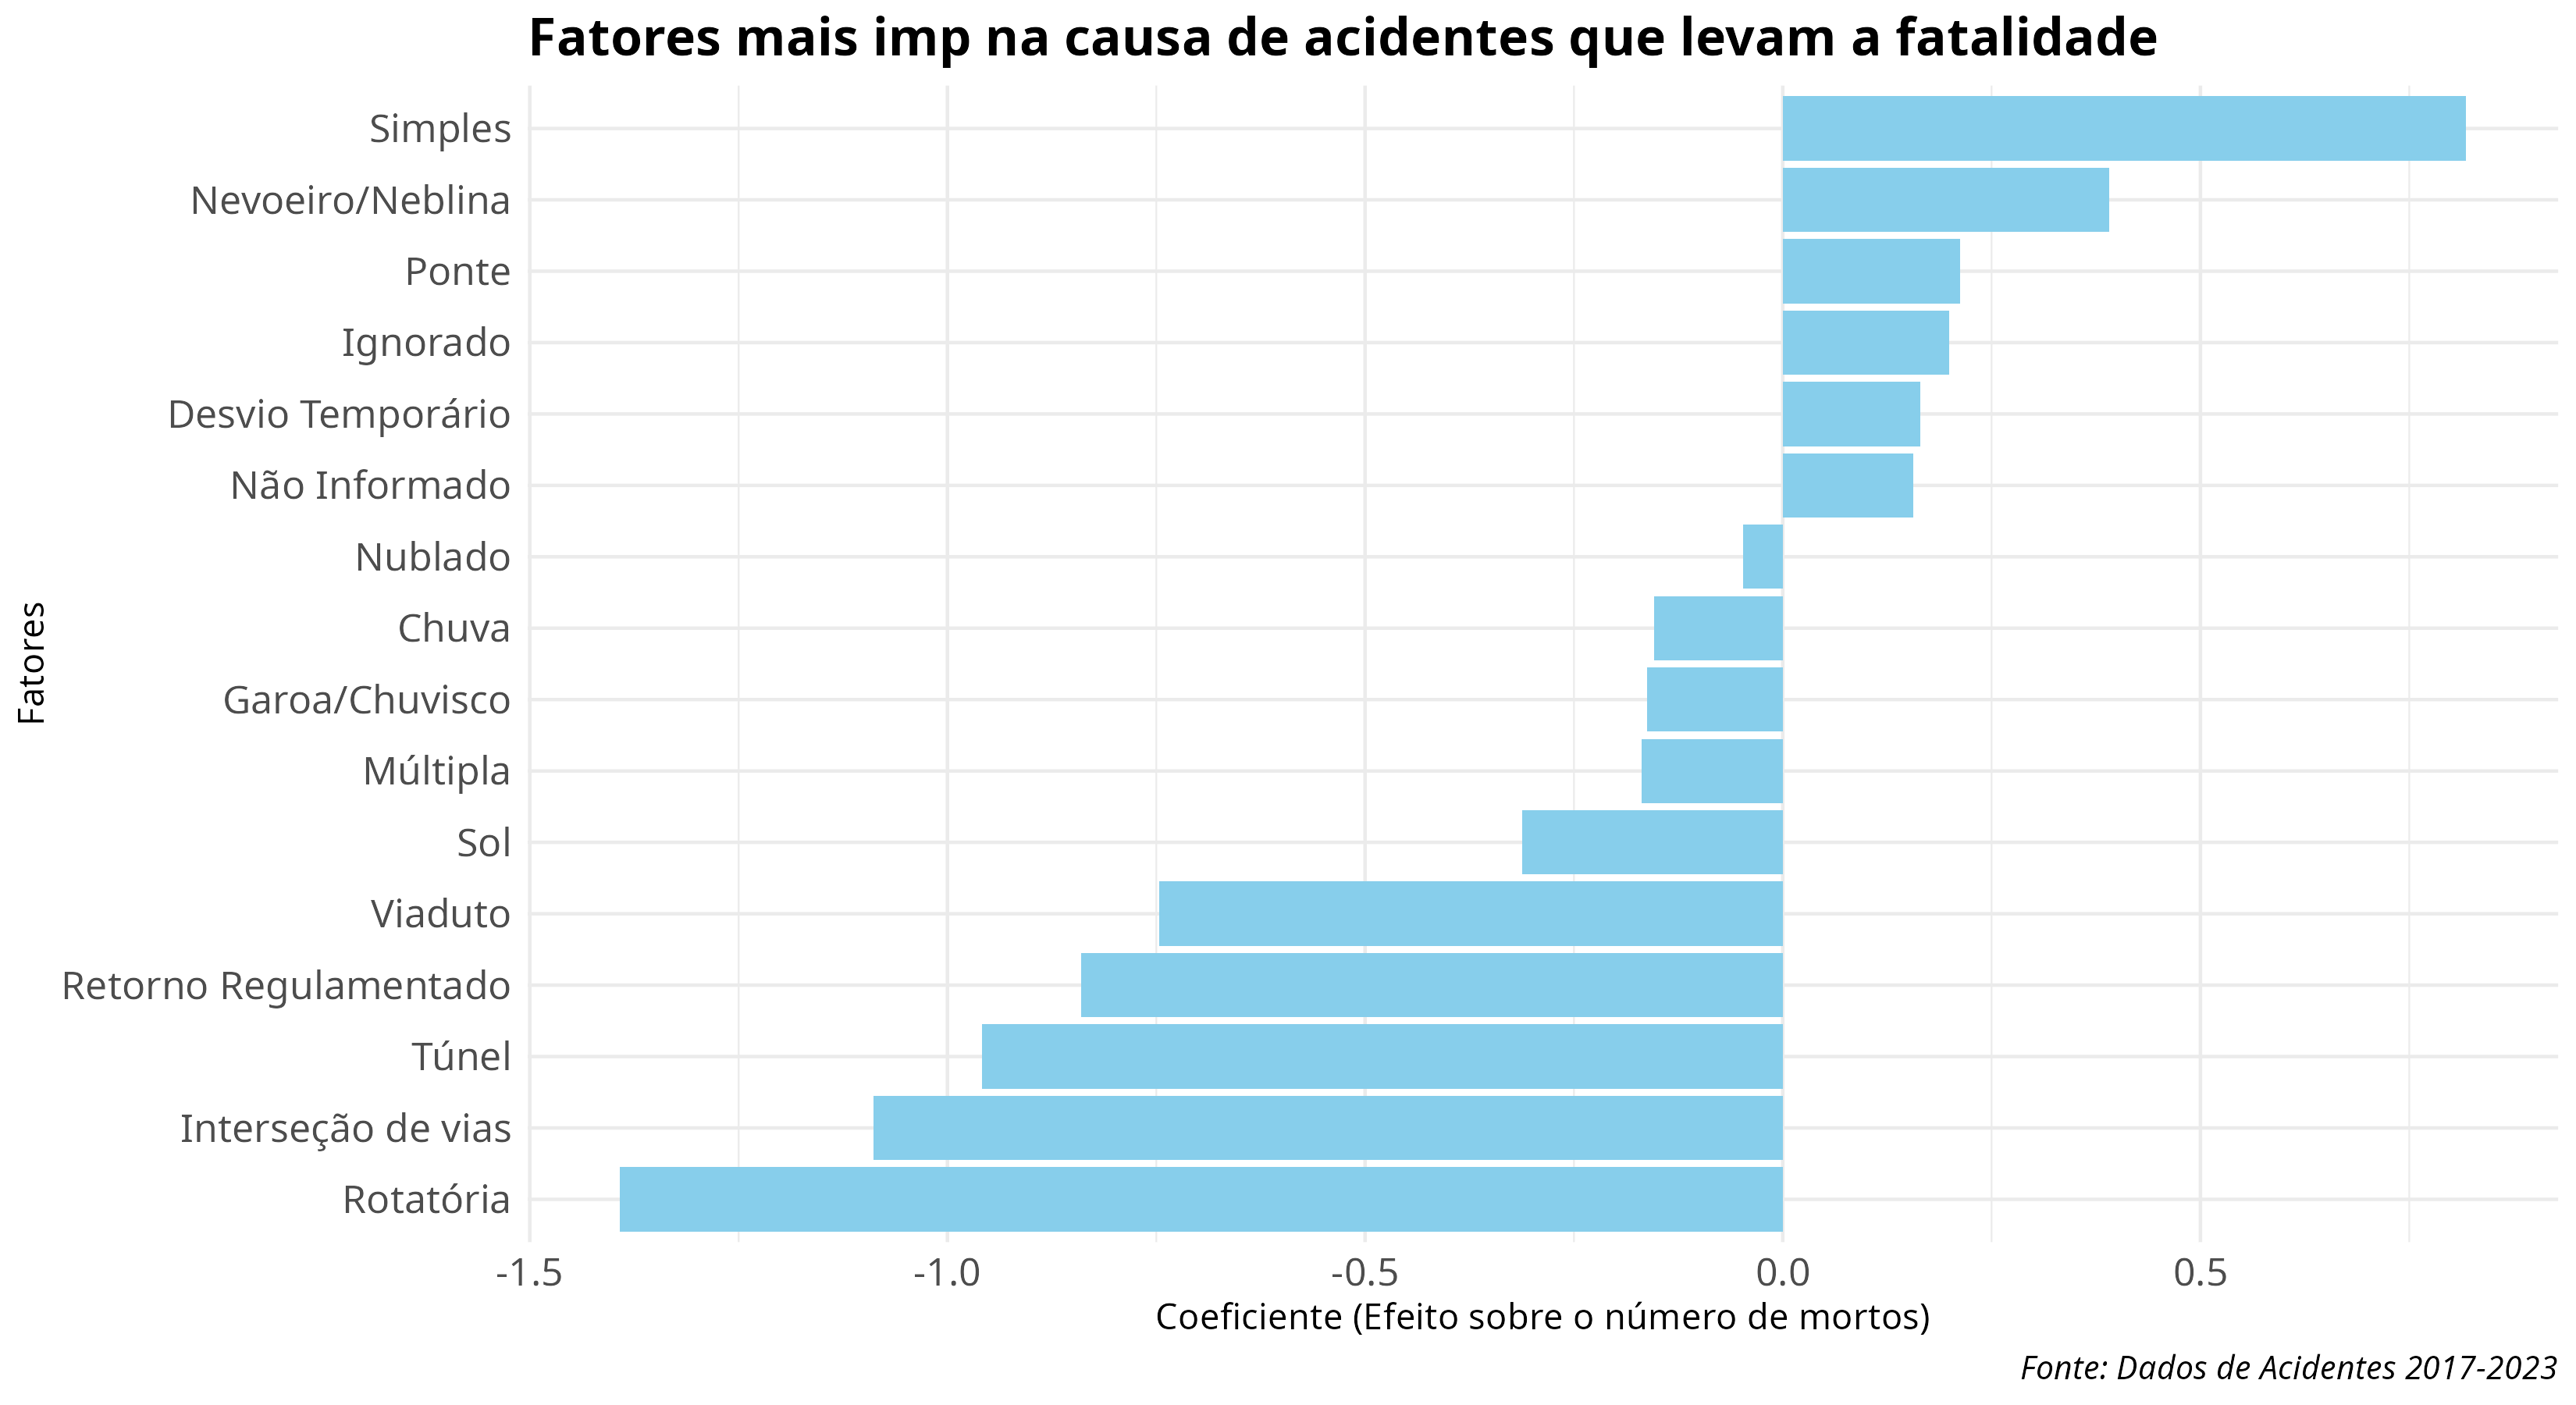 Fatores mais imp na causa de acidentes que levam a fatalidade
Simples
Nevoeiro/Neblina
Ponte
Ignorado
Desvio Temporário
Não Informado
Nublado
Chuva
Garoa/Chuvisco
Múltipla
Sol
Viaduto
Retorno Regulamentado
Túnel
Interseção de vias
Rotatória
Fatores
-1.5 -1.0 -0.5 0.0 0.5
Coeficiente (Efeito sobre o número de mortos)
Fonte: Dados de Acidentes 2017-2023